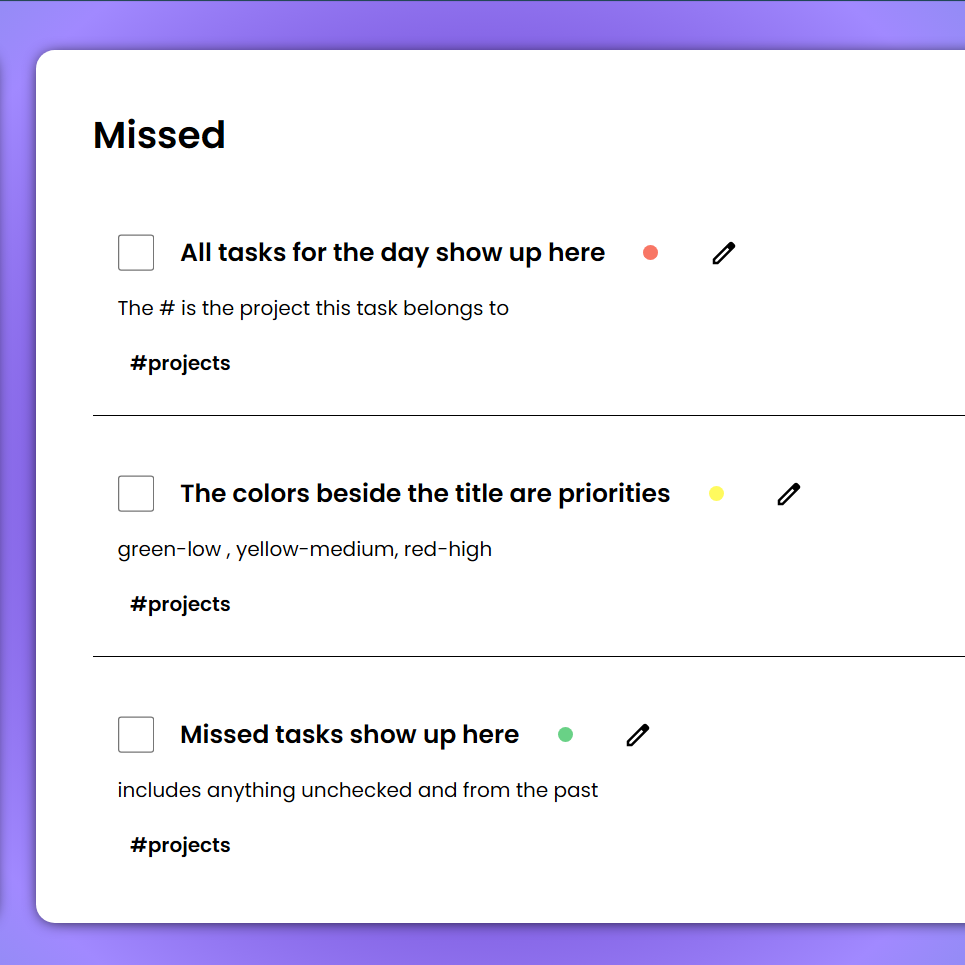 Missed
All tasks for the day show up here
The # is the project this task belongs to
#projects
The colors beside the title are priorities
green-low , yellow-medium, red-high
#projects
Missed tasks show up here
includes anything unchecked and from the past
#projects